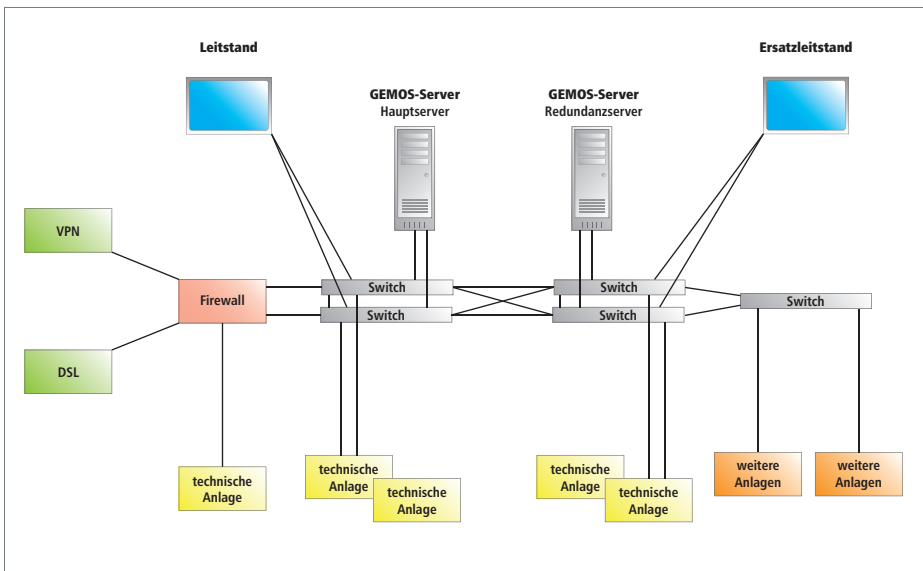 Leitstand
Ersatzleitstand
GEMOS-Server
Hauptserver
GEMOS-Server
Redundanzserver
VPN
Firewall
DSL
Switch
Switch
Switch
Switch
Switch
technische
Anlage
technische
Anlage
technische
Anlage
technische
Anlage
technische
Anlage
weitere
Anlagen
weitere
Anlagen